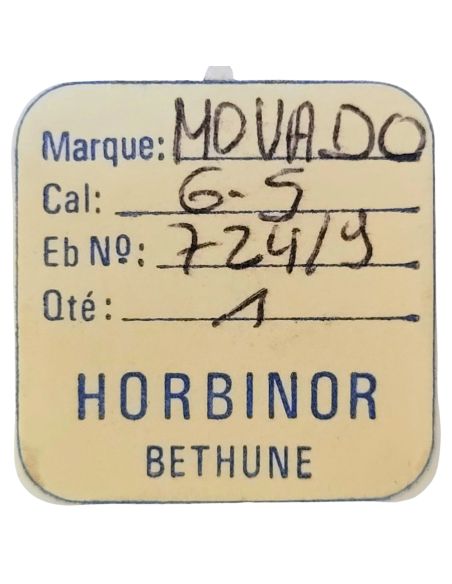 Marque: MOVADO
Cal: 6-5
Eb Nº: 724/9
Qté: 1
HORBINOR
BETHUNE